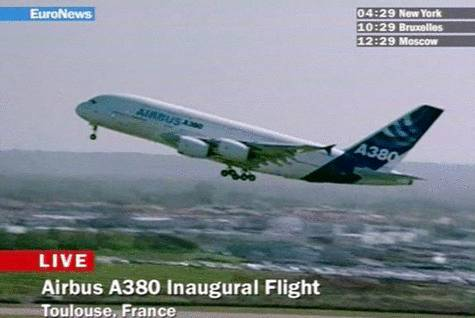 EuroNews
04:29 New York
10:29 Bruxelles
12:29 Moscow
AIRBUS A380
A380
LIVE
Airbus A380 Inaugural Flight
Toulouse, France